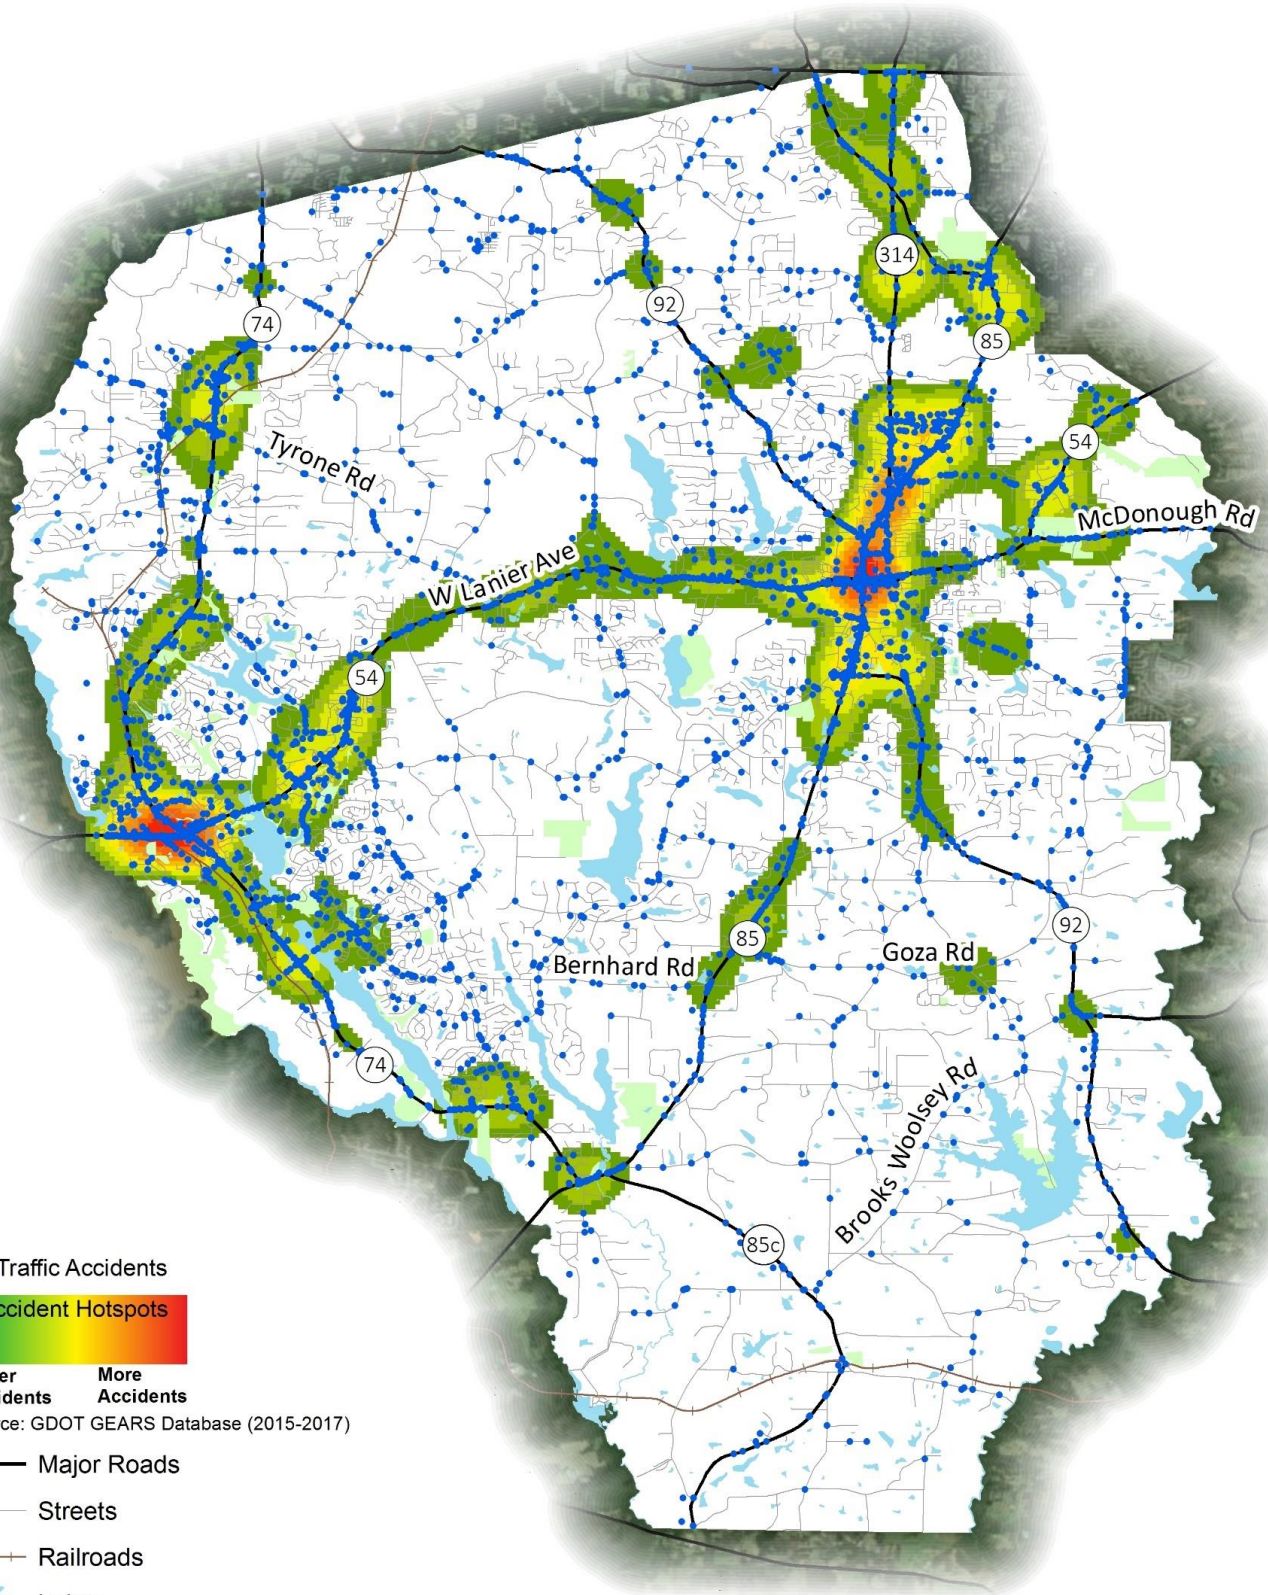 314
92
74
85
54
Tyrone Rd
McDonough Rd
W Lanier Ave
54
92
85
Goza Rd
Bernhard Rd
74
Brooks Woolsey Rd
85c
Traffic Accidents
ccident Hotspots
er
More
idents
Accidents
ce: GDOT GEARS Database (2015-2017)
Major Roads
Streets
Railroads